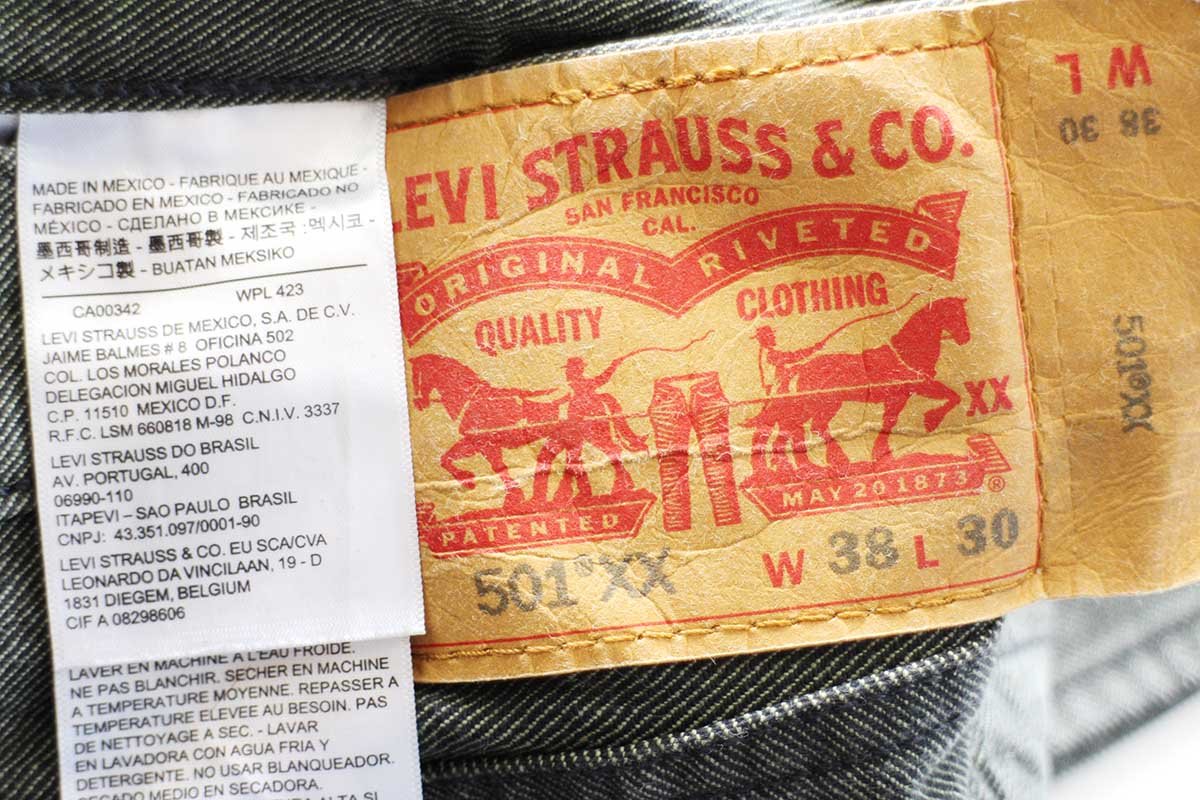 MADE IN MEXICO - FABRIQUE AU MEXIQUE -
FABRICADO EN MEXICO - FABRICADO NO
MÉXICO - СДЕЛАНО В МЕКСИКЕ -
墨西哥制造 - 墨西哥製 - 제조국 :멕시코 -
メキシコ製 - BUATAN MEKSIKO
CA00342 WPL 423
LEVI STRAUSS DE MEXICO, S.A. DE C.V.
JAIME BALMES # 8 OFICINA 502
COL. LOS MORALES POLANCO
DELEGACION MIGUEL HIDALGO
C.P. 11510 MEXICO D.F.
R.F.C. LSM 660818 M-98 C.N.I.V. 3337
LEVI STRAUSS DO BRASIL
AV. PORTUGAL, 400
06990-110
ITAPEVI – SAO PAULO BRASIL
CNPJ: 43.351.097/0001-90
LEVI STRAUSS & CO. EU SCA/CVA
LEONARDO DA VINCILAAN, 19 - D
1831 DIEGEM, BELGIUM
CIF A 08298606
LAVER EN MACHINE A L'EAU FROIDE.
NE PAS BLANCHIR. SECHER EN MACHINE
A TEMPERATURE MOYENNE. REPASSER A
TEMPERATURE ELEVEE AU BESOIN. PAS
DE NETTOYAGE A SEC. - LAVAR
EN LAVADORA CON AGUA FRIA Y
DETERGENTE. NO USAR BLANQUEADOR.
SECADO MEDIO EN SECADORA.
LEVI STRAUSS & CO.
SAN FRANCISCO
CAL.
ORIGINAL RIVETED
QUALITY CLOTHING
XX
PATENTED MAY 20 1873 ®
501®XX W 38 L 30
W L
38 30
501®XX